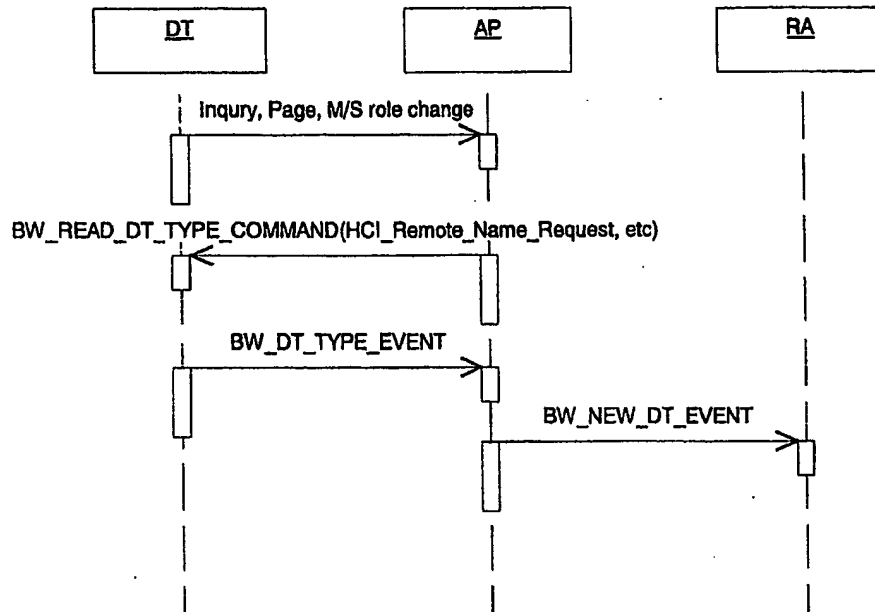 DT AP RA
Inqury, Page, M/S role change
BW_READ_DT_TYPE_COMMAND(HCI_Remote_Name_Request, etc)
BW_DT_TYPE_EVENT
BW_NEW_DT_EVENT